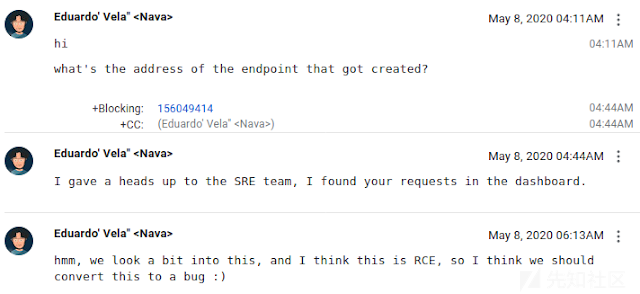 Eduardo' Vela" <Nava> May 8, 2020 04:11AM
hi 04:11AM
what's the address of the endpoint that got created?
+Blocking: 156049414 04:44AM
+CC: (Eduardo' Vela" <Nava>) 04:44AM
Eduardo' Vela" <Nava> May 8, 2020 04:44AM
I gave a heads up to the SRE team, I found your requests in the dashboard.
Eduardo' Vela" <Nava> May 8, 2020 06:13AM
hmm, we look a bit into this, and I think this is RCE, so I think we should
convert this to a bug :)
先知社区